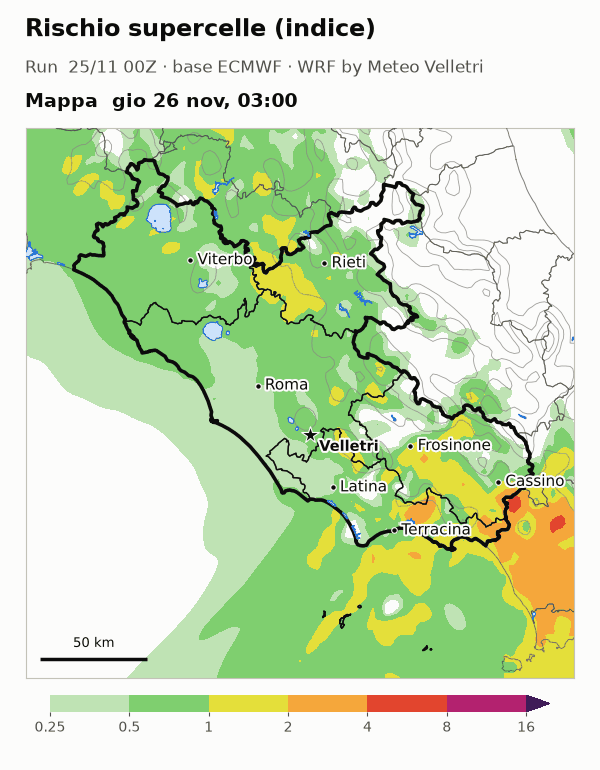 Rischio supercelle (indice)
Run  25/11 00Z · base ECMWF · WRF by Meteo Velletri
Mappa  gio 26 nov, 03:00
Viterbo
Rieti
Roma
Velletri
Frosinone
Latina
Cassino
Terracina
50 km
0.25 0.5 1 2 4 8 16